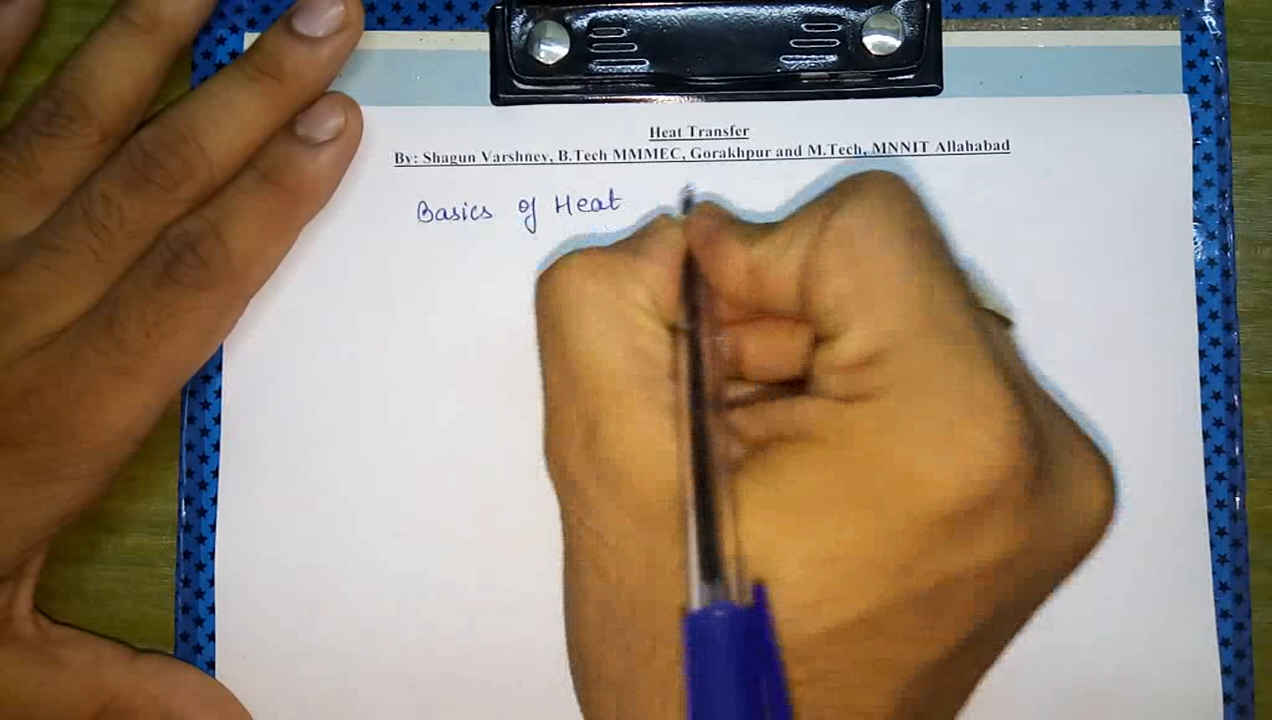 Heat Transfer
By: Shagun Varshney, B.Tech MMMEC, Gorakhpur and M.Tech, MNNIT Allahabad
Basics of Heat